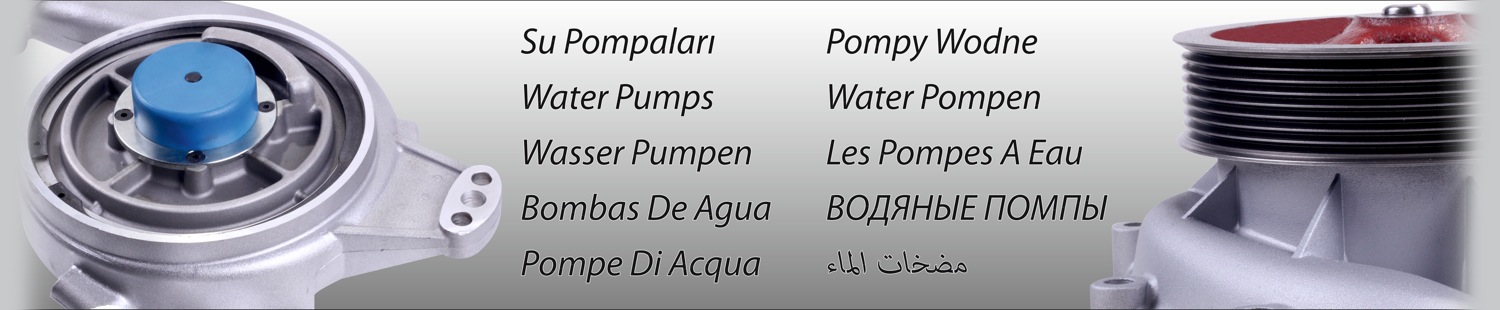 Su Pompaları
Water Pumps
Wasser Pumpen
Bombas De Agua
Pompe Di Acqua
Pompy Wodne
Water Pompen
Les Pompes A Eau
ВОДЯНЫЕ ПОМПЫ
مضخات الماء